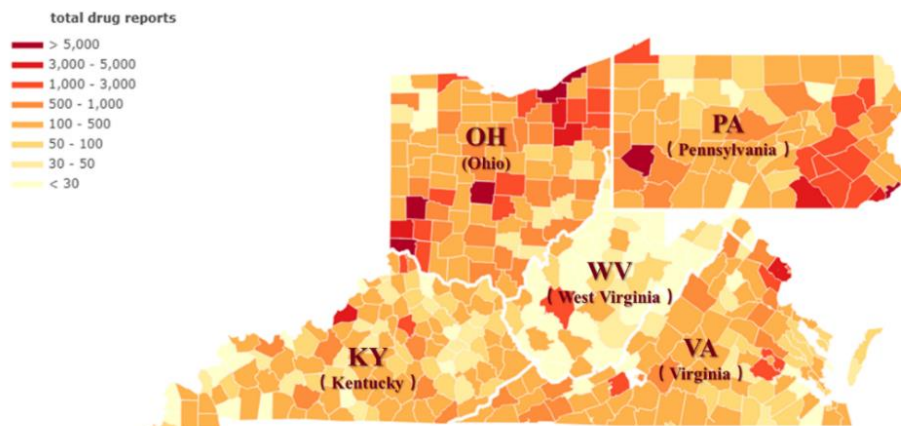 total drug reports
> 5,000
3,000 - 5,000
1,000 - 3,000
500 - 1,000
100 - 500
50 - 100
30 - 50
< 30
OH
(Ohio)
PA
( Pennsylvania )
WV
( West Virginia )
KY
( Kentucky )
VA
( Virginia )